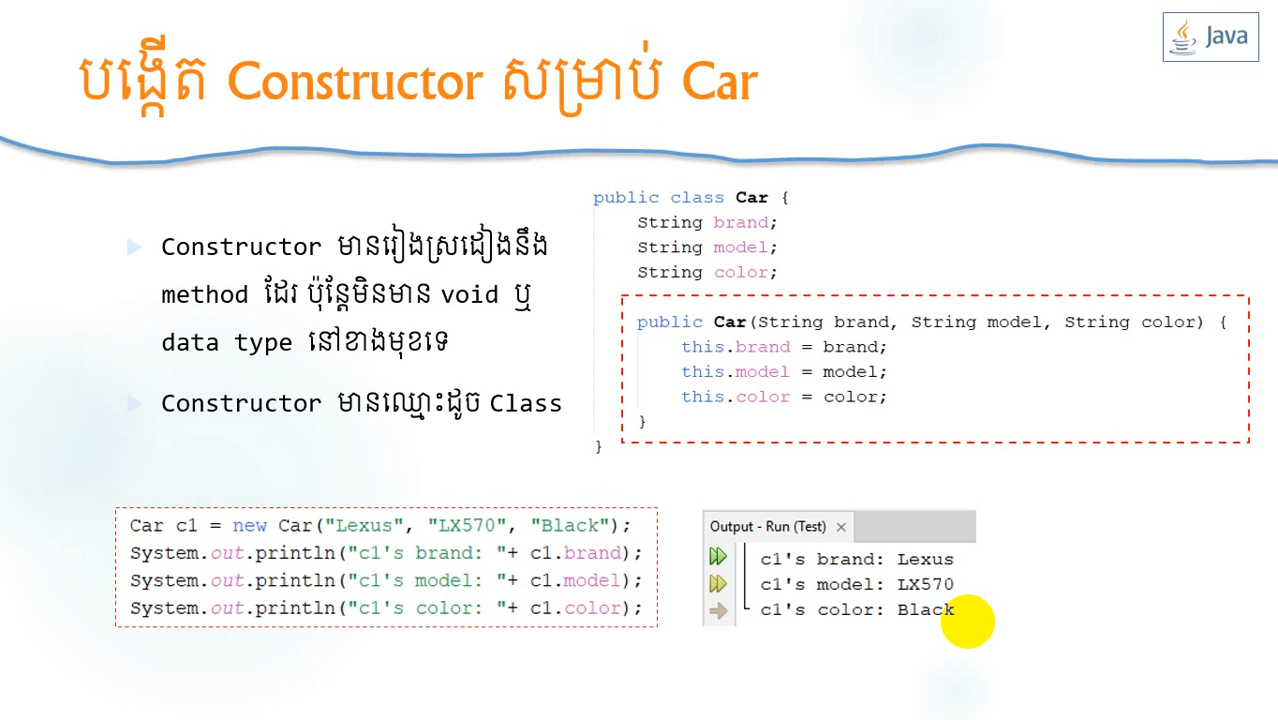 Java
បង្កើត Constructor សម្រាប់ Car
Constructor មានរៀងស្រដៀងនឹង
method ដែរ ប៉ុន្តែមិនមាន void ឬ
data type នៅខាងមុខទេ
Constructor មានឈ្មោះដូច Class
public class Car {
String brand;
String model;
String color;
public Car(String brand, String model, String color) {
this.brand = brand;
this.model = model;
this.color = color;
}
}
Car c1 = new Car("Lexus", "LX570", "Black");
System.out.println("c1's brand: "+ c1.brand);
System.out.println("c1's model: "+ c1.model);
System.out.println("c1's color: "+ c1.color);
Output - Run (Test)
c1's brand: Lexus
c1's model: LX570
c1's color: Black